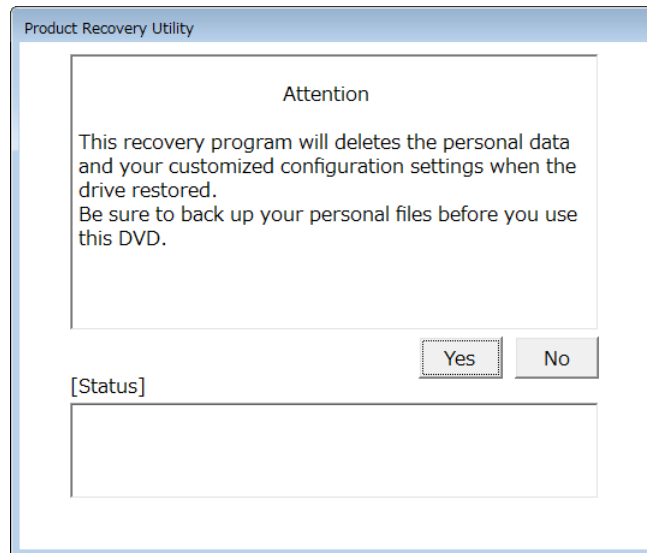 Product Recovery Utility
Attention
This recovery program will deletes the personal data
and your customized configuration settings when the
drive restored.
Be sure to back up your personal files before you use
this DVD.
Yes No
[Status]